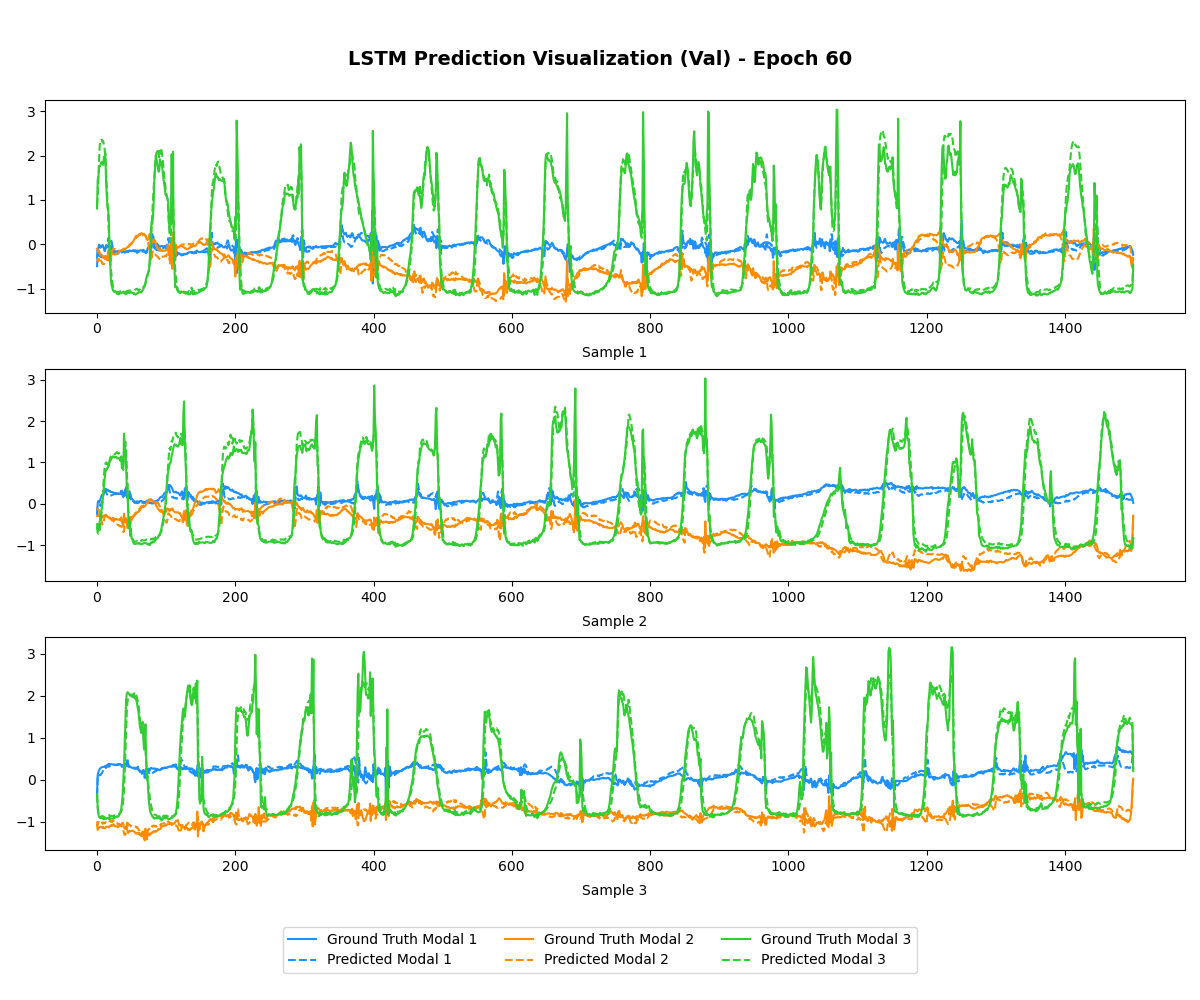 LSTM Prediction Visualization (Val) - Epoch 60
3
2
1
0
−1
0 200 400 600 800 1000 1200 1400
Sample 1
3
2
1
0
−1
0 200 400 600 800 1000 1200 1400
Sample 2
3
2
1
0
−1
0 200 400 600 800 1000 1200 1400
Sample 3
Ground Truth Modal 1 Ground Truth Modal 2 Ground Truth Modal 3
Predicted Modal 1 Predicted Modal 2 Predicted Modal 3